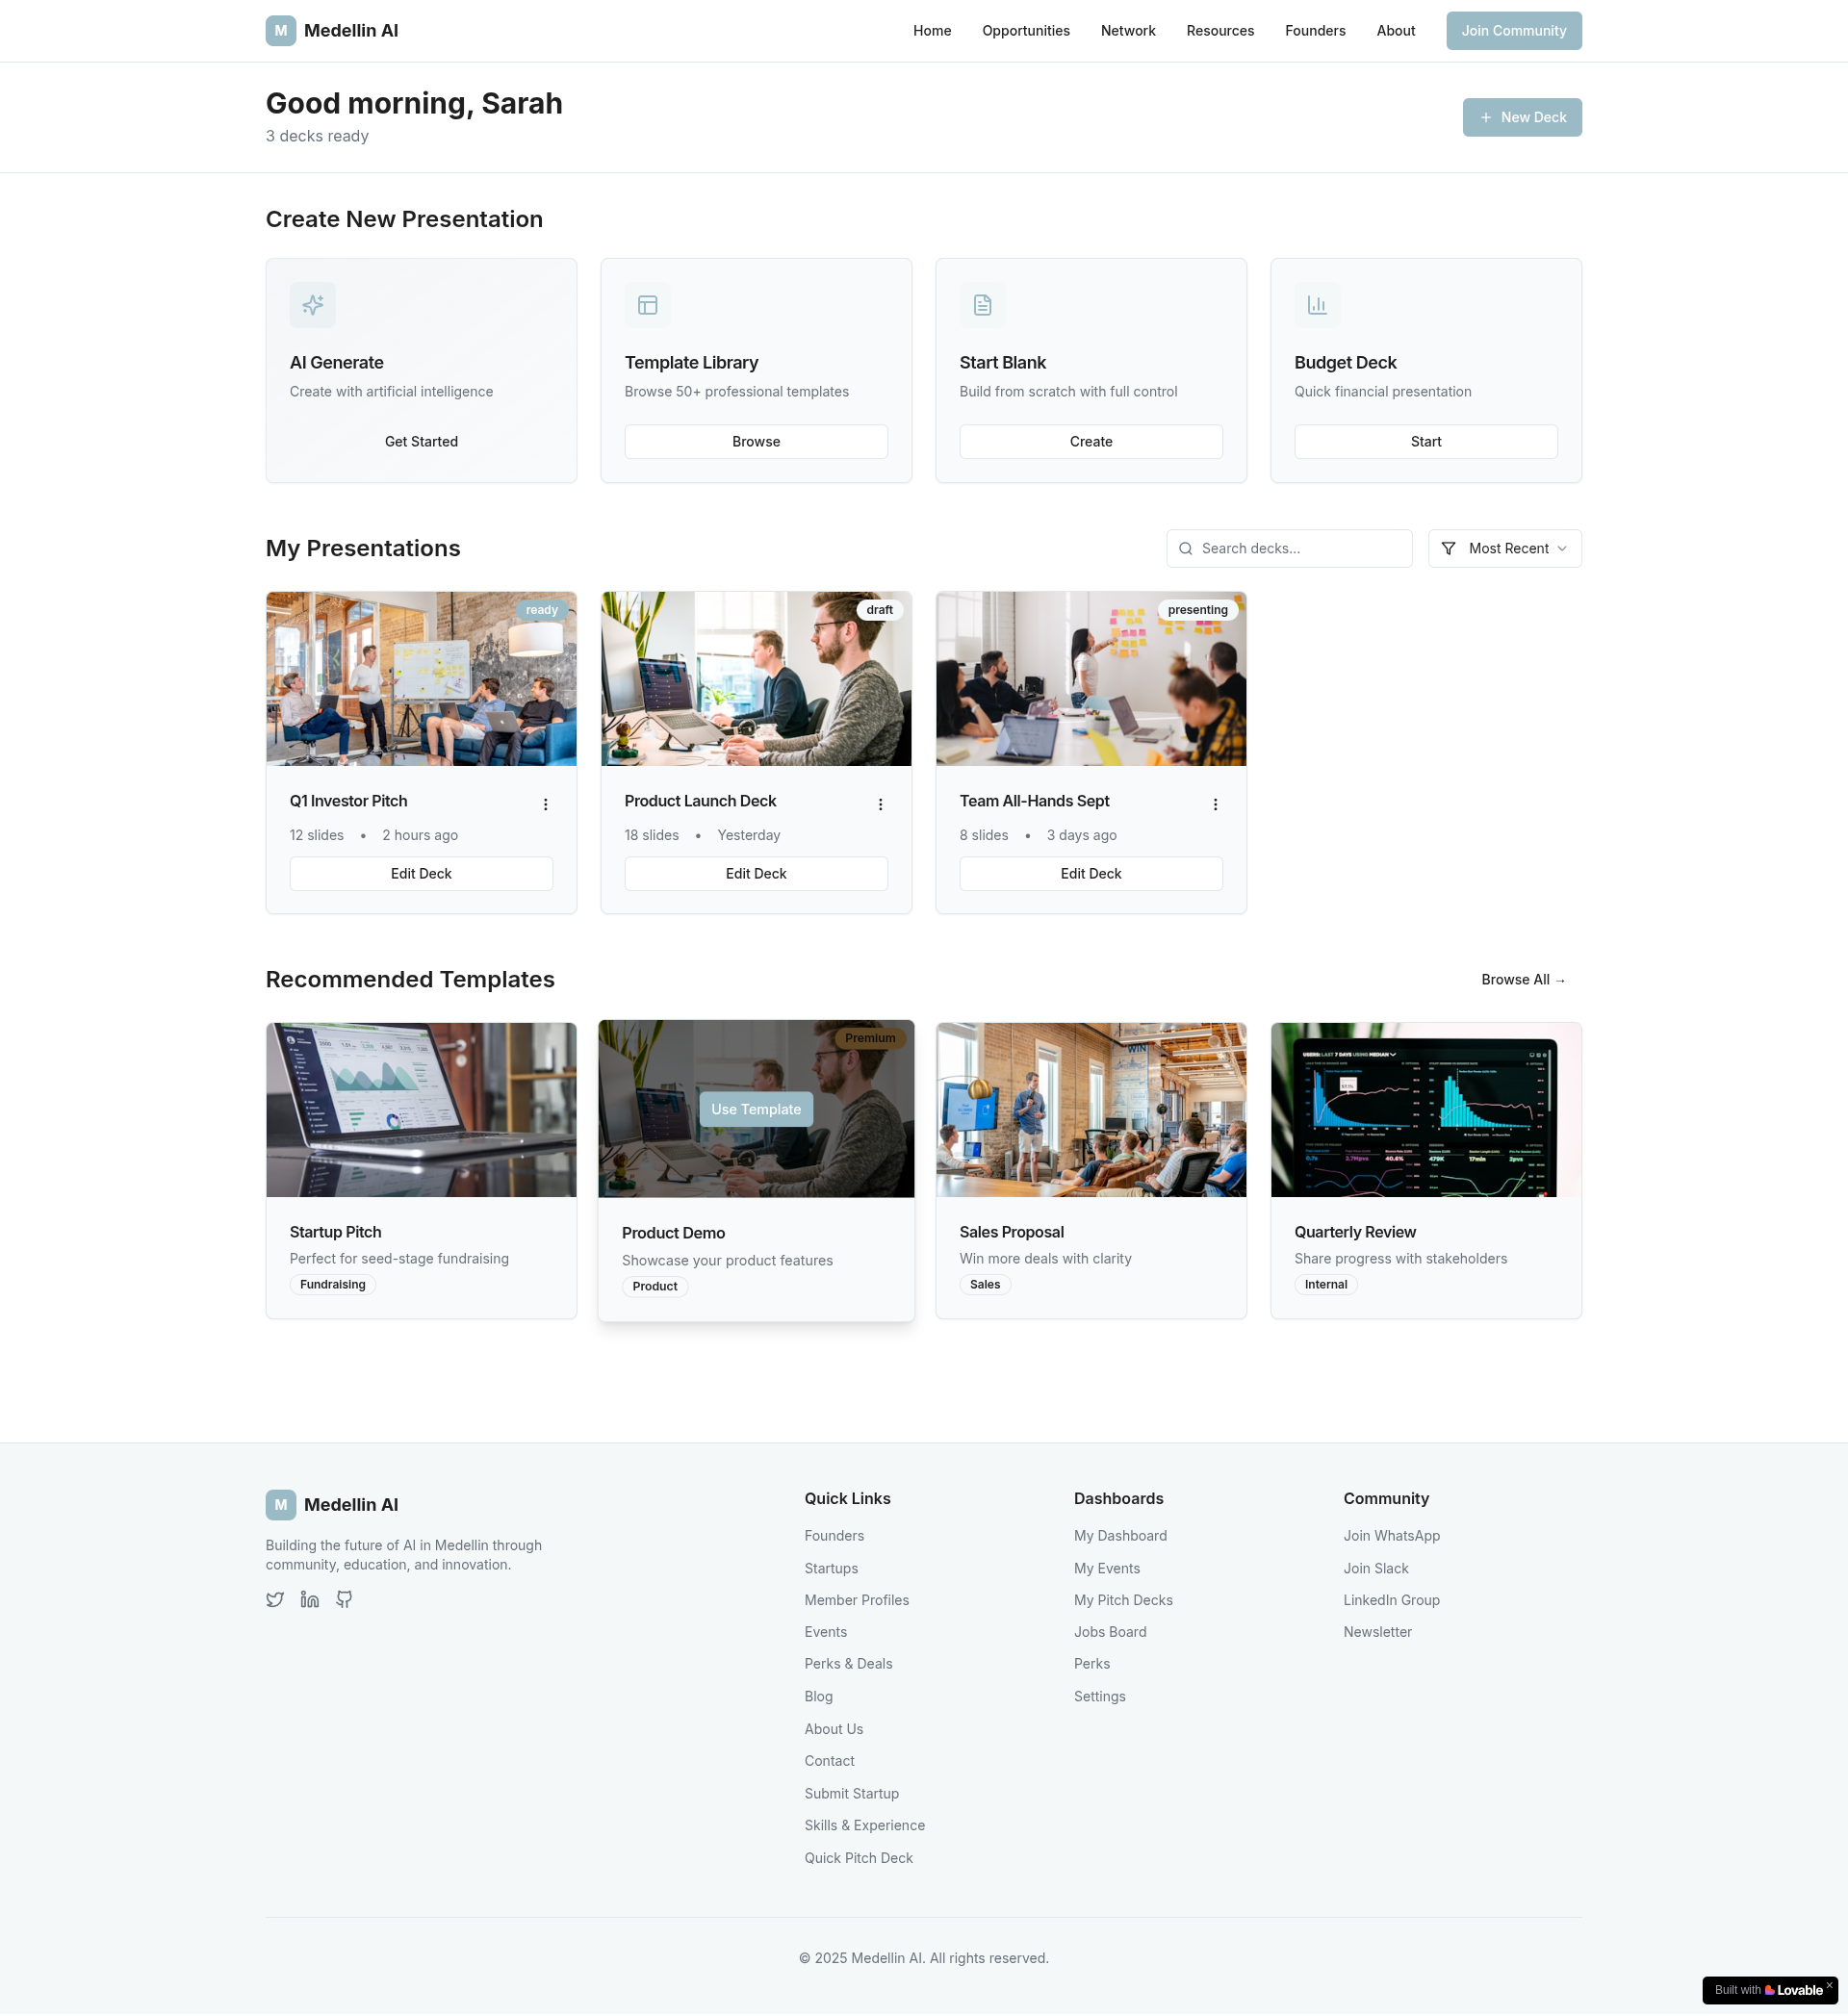 M Medellin AI
Home Opportunities Network Resources Founders About Join Community
Good morning, Sarah
3 decks ready
+ New Deck
Create New Presentation
AI Generate
Create with artificial intelligence
Get Started
Template Library
Browse 50+ professional templates
Browse
Start Blank
Build from scratch with full control
Create
Budget Deck
Quick financial presentation
Start
My Presentations
Search decks...
Most Recent
ready
Q1 Investor Pitch
12 slides • 2 hours ago
Edit Deck
draft
Product Launch Deck
18 slides • Yesterday
Edit Deck
presenting
Team All-Hands Sept
8 slides • 3 days ago
Edit Deck
Recommended Templates
Browse All →
Startup Pitch
Perfect for seed-stage fundraising
Fundraising
Premium
Use Template
Product Demo
Showcase your product features
Product
WIN
Sales Proposal
Win more deals with clarity
Sales
USERS: LAST 7 DAYS USING MEDIAN
Quarterly Review
Share progress with stakeholders
Internal
M Medellin AI
Building the future of AI in Medellin through
community, education, and innovation.
Quick Links
Founders
Startups
Member Profiles
Events
Perks & Deals
Blog
About Us
Contact
Submit Startup
Skills & Experience
Quick Pitch Deck
Dashboards
My Dashboard
My Events
My Pitch Decks
Jobs Board
Perks
Settings
Community
Join WhatsApp
Join Slack
LinkedIn Group
Newsletter
© 2025 Medellin AI. All rights reserved.
Built with Lovable